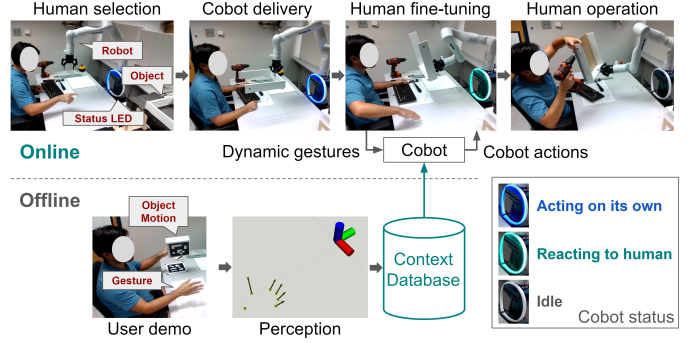 Human selection
Cobot delivery
Human fine-tuning
Human operation
Robot
Object
Status LED
Online
Dynamic gestures
Cobot
Cobot actions
Offline
Object
Motion
Gesture
Context
Database
User demo
Perception
Acting on its own
Reacting to human
Idle
Cobot status